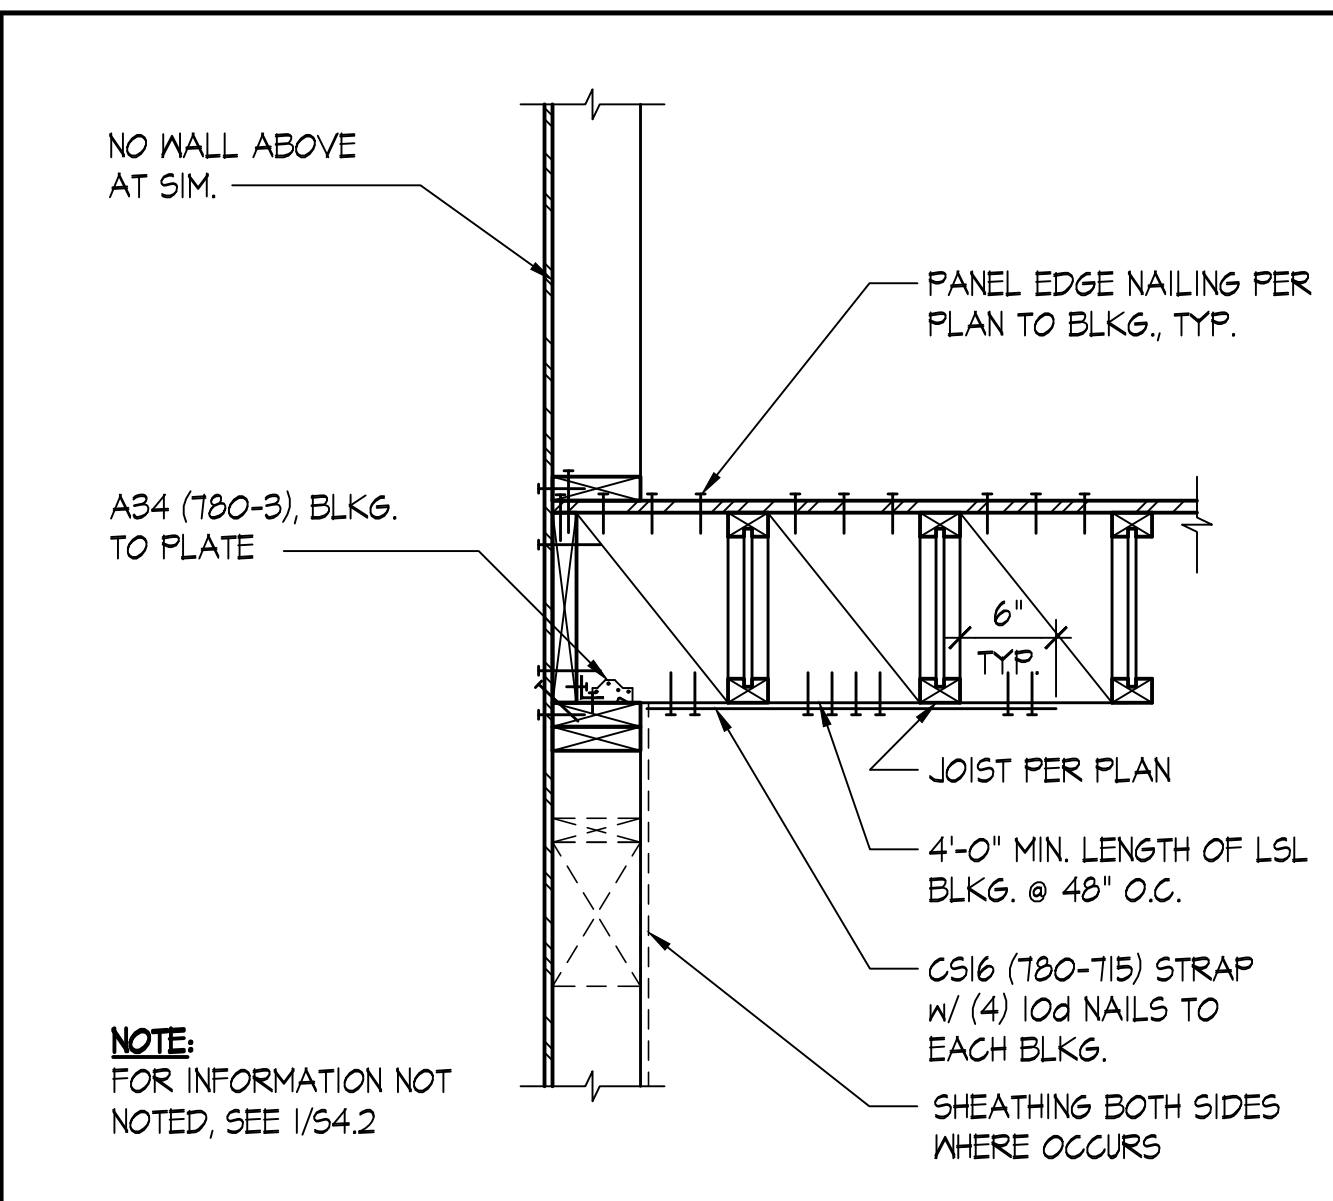 NO WALL ABOVE
AT SIM.
PANEL EDGE NAILING PER
PLAN TO BLKG., TYP.
A34 (780-3), BLKG.
TO PLATE
6"
TYP.
JOIST PER PLAN
4'-0" MIN. LENGTH OF LSL
BLKG. @ 48" O.C.
CS16 (780-715) STRAP
w/ (4) 10d NAILS TO
EACH BLKG.
SHEATHING BOTH SIDES
WHERE OCCURS
NOTE:
FOR INFORMATION NOT
NOTED, SEE 1/S4.2